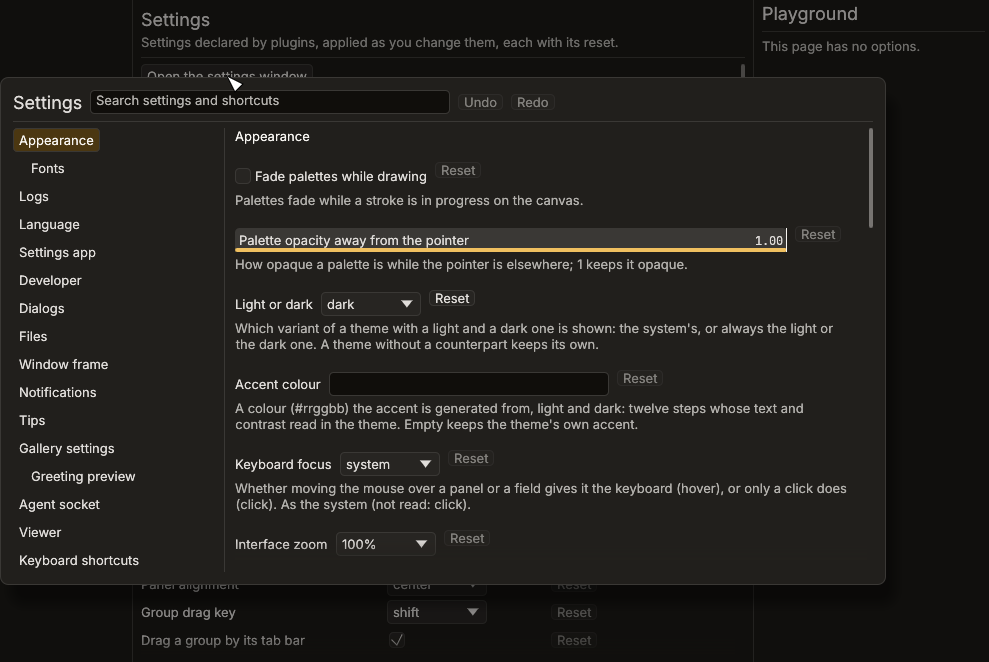 Settings
Settings declared by plugins, applied as you change them, each with its reset.
Open the settings window
Playground
This page has no options.
Settings
Search settings and shortcuts
Undo
Redo
Appearance
Fonts
Logs
Language
Settings app
Developer
Dialogs
Files
Window frame
Notifications
Tips
Gallery settings
Greeting preview
Agent socket
Viewer
Keyboard shortcuts
Appearance
Fade palettes while drawing
Reset
Palettes fade while a stroke is in progress on the canvas.
Palette opacity away from the pointer 1.00
Reset
How opaque a palette is while the pointer is elsewhere; 1 keeps it opaque.
Light or dark dark
Reset
Which variant of a theme with a light and a dark one is shown: the system's, or always the light or
the dark one. A theme without a counterpart keeps its own.
Accent colour
Reset
A colour (#rrggbb) the accent is generated from, light and dark: twelve steps whose text and
contrast read in the theme. Empty keeps the theme's own accent.
Keyboard focus system
Reset
Whether moving the mouse over a panel or a field gives it the keyboard (hover), or only a click does
(click). As the system (not read: click).
Interface zoom 100%
Reset
Panel alignment center Reset
Group drag key shift Reset
Drag a group by its tab bar Reset